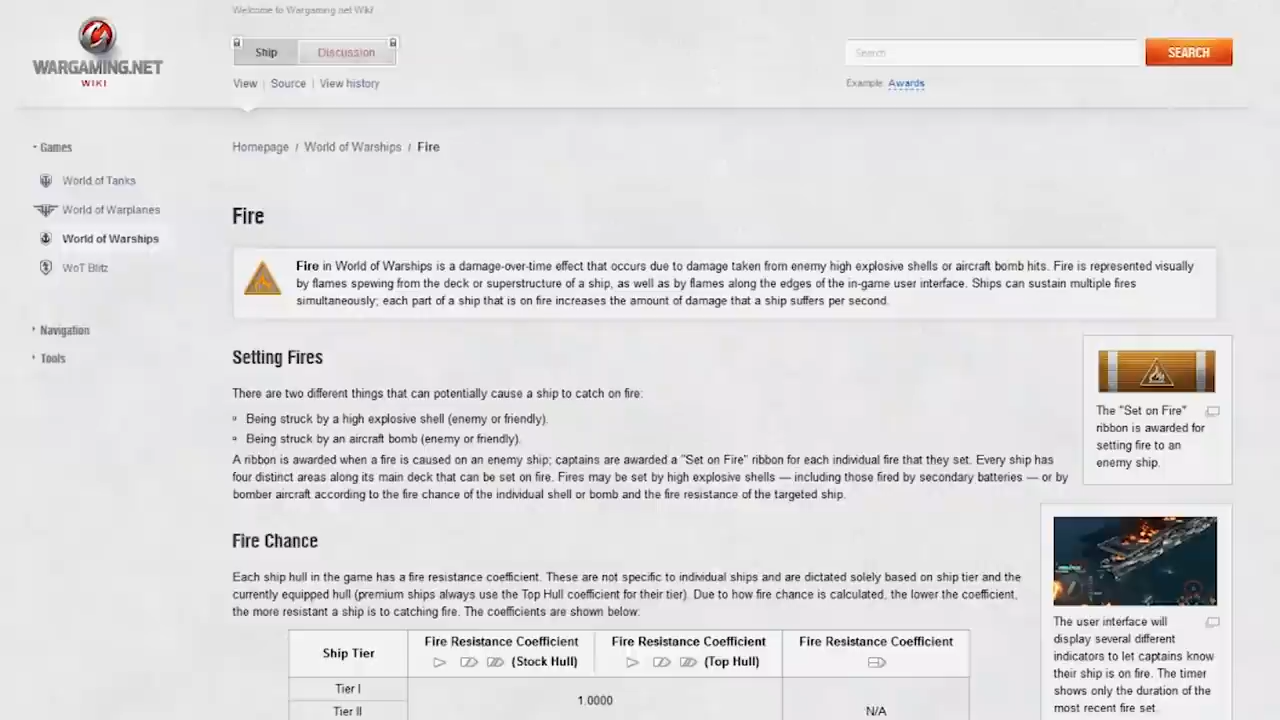 Welcome to Wargaming.net Wiki
WARGAMING.NET
WIKI
Ship
Discussion
Search
SEARCH
View | Source | View history
Example: Awards
Games
World of Tanks
World of Warplanes
World of Warships
WoT Blitz
Navigation
Tools
Homepage / World of Warships / Fire
Fire
Fire in World of Warships is a damage-over-time effect that occurs due to damage taken from enemy high explosive shells or aircraft bomb hits. Fire is represented visually
by flames spewing from the deck or superstructure of a ship, as well as by flames along the edges of the in-game user interface. Ships can sustain multiple fires
simultaneously; each part of a ship that is on fire increases the amount of damage that a ship suffers per second.
Setting Fires
There are two different things that can potentially cause a ship to catch on fire:
Being struck by a high explosive shell (enemy or friendly).
Being struck by an aircraft bomb (enemy or friendly).
A ribbon is awarded when a fire is caused on an enemy ship; captains are awarded a "Set on Fire" ribbon for each individual fire that they set. Every ship has
four distinct areas along its main deck that can be set on fire. Fires may be set by high explosive shells — including those fired by secondary batteries — or by
bomber aircraft according to the fire chance of the individual shell or bomb and the fire resistance of the targeted ship.
The "Set on Fire"
ribbon is awarded for
setting fire to an
enemy ship.
Fire Chance
Each ship hull in the game has a fire resistance coefficient. These are not specific to individual ships and are dictated solely based on ship tier and the
currently equipped hull (premium ships always use the Top Hull coefficient for their tier). Due to how fire chance is calculated, the lower the coefficient,
the more resistant a ship is to catching fire. The coefficients are shown below:
The user interface will
display several different
indicators to let captains know
their ship is on fire. The timer
shows only the duration of the
most recent fire set.
Ship Tier
Fire Resistance Coefficient
(Stock Hull)
Fire Resistance Coefficient
(Top Hull)
Fire Resistance Coefficient
Tier I
Tier II
1.0000
N/A